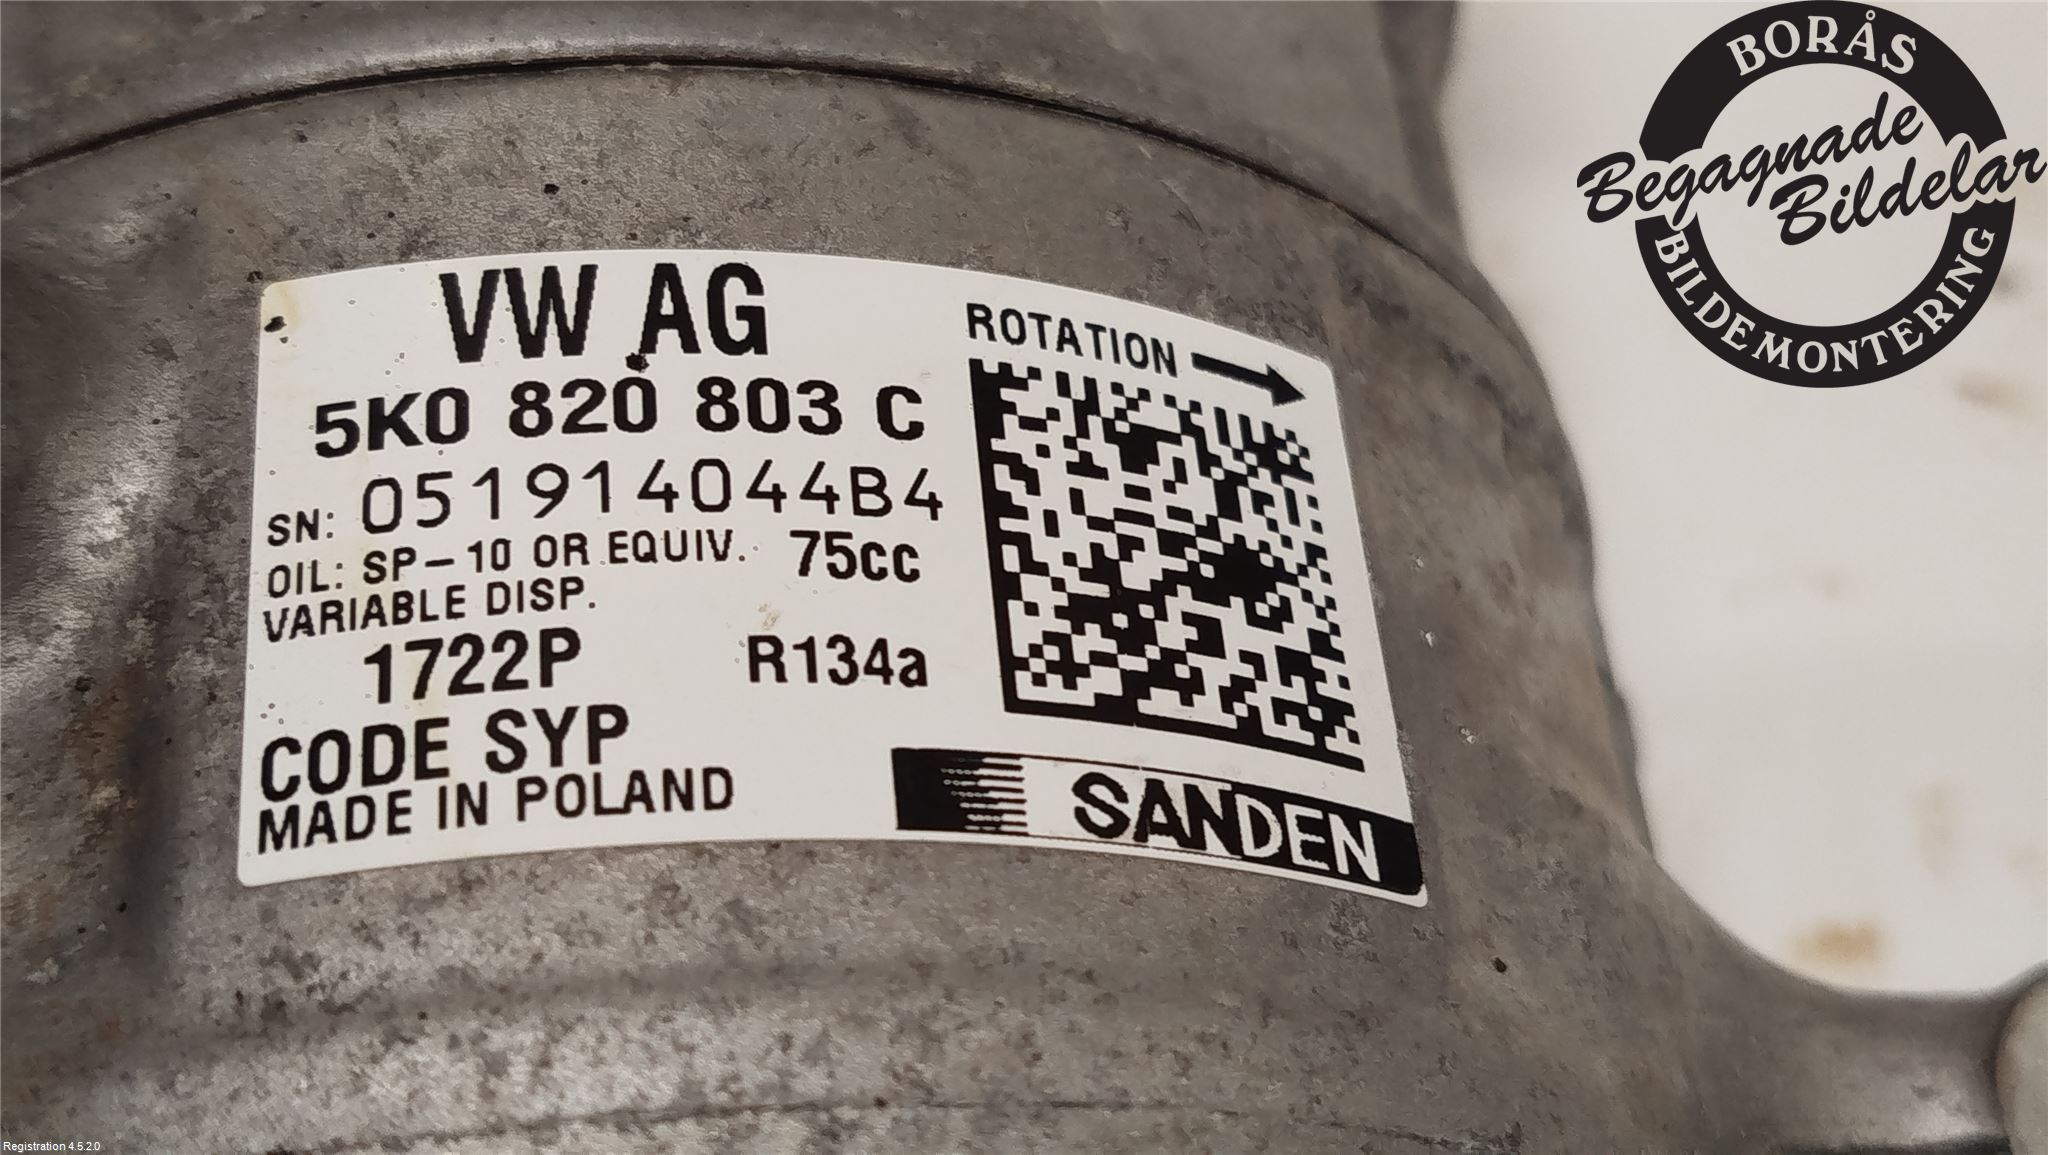 VW AG
5K0 820 803 C
SN: 051914044B4
OIL: SP-10 OR EQUIV. 75cc
VARIABLE DISP.
1722P R134a
CODE SYP
MADE IN POLAND
ROTATION
SANDEN
BORÅS
Begagnade
Bildelar
BILDEMONTERING
Registration 4.5.2.0